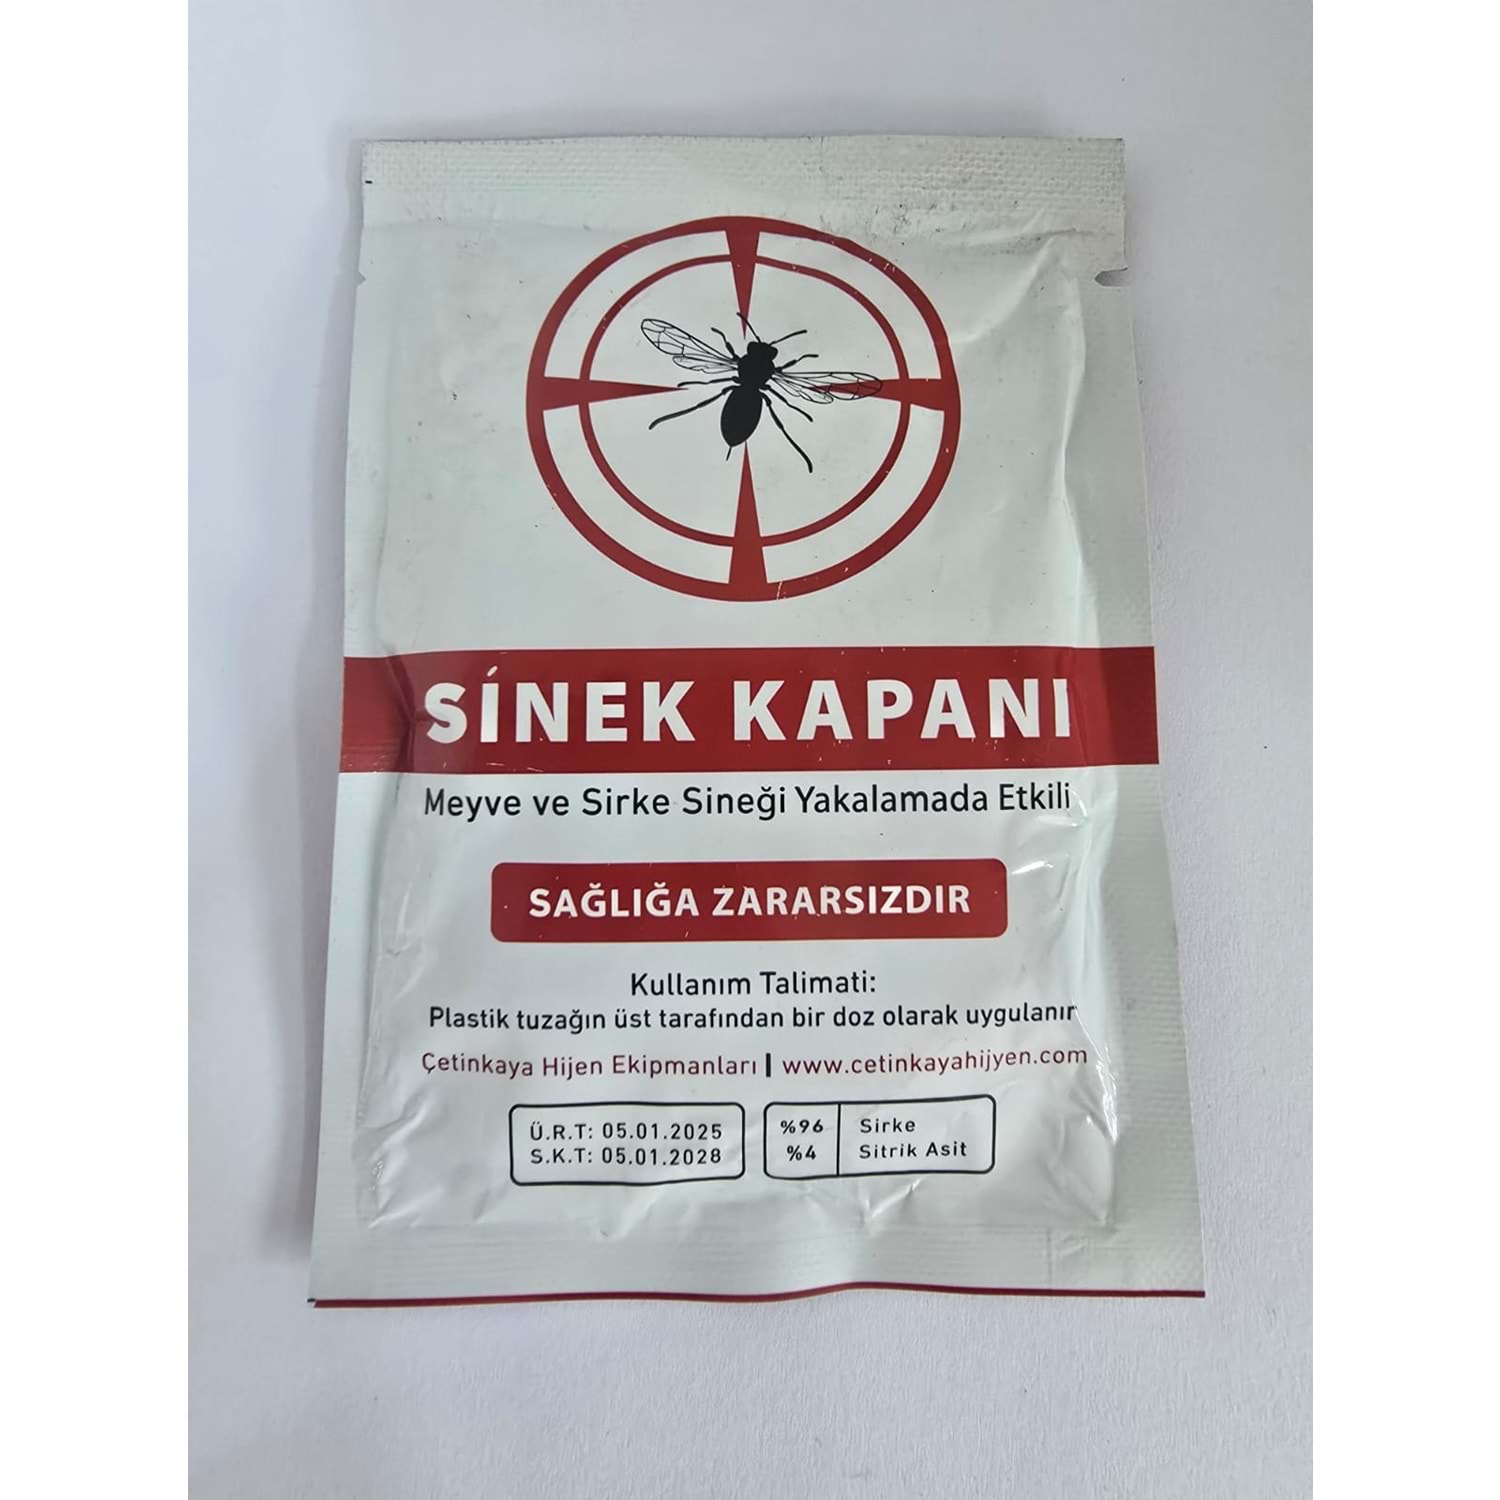 SİNEK KAPANI
Meyve ve Sirke Sineği Yakalamada Etkili
SAĞLIĞA ZARARSIZDIR
Kullanım Talimati:
Plastik tuzağın üst tarafından bir doz olarak uygulanır
Çetinkaya Hijen Ekipmanları | www.cetinkayahijyen.com
Ü.R.T: 05.01.2025
S.K.T: 05.01.2028
%96 Sirke
%4 Sitrik Asit